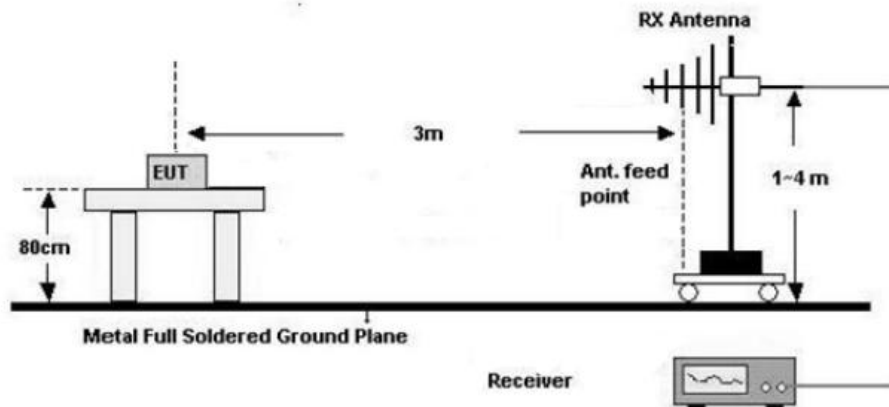 RX Antenna
3m
EUT
Ant. feed
point
1~4 m
80cm
Metal Full Soldered Ground Plane
Receiver